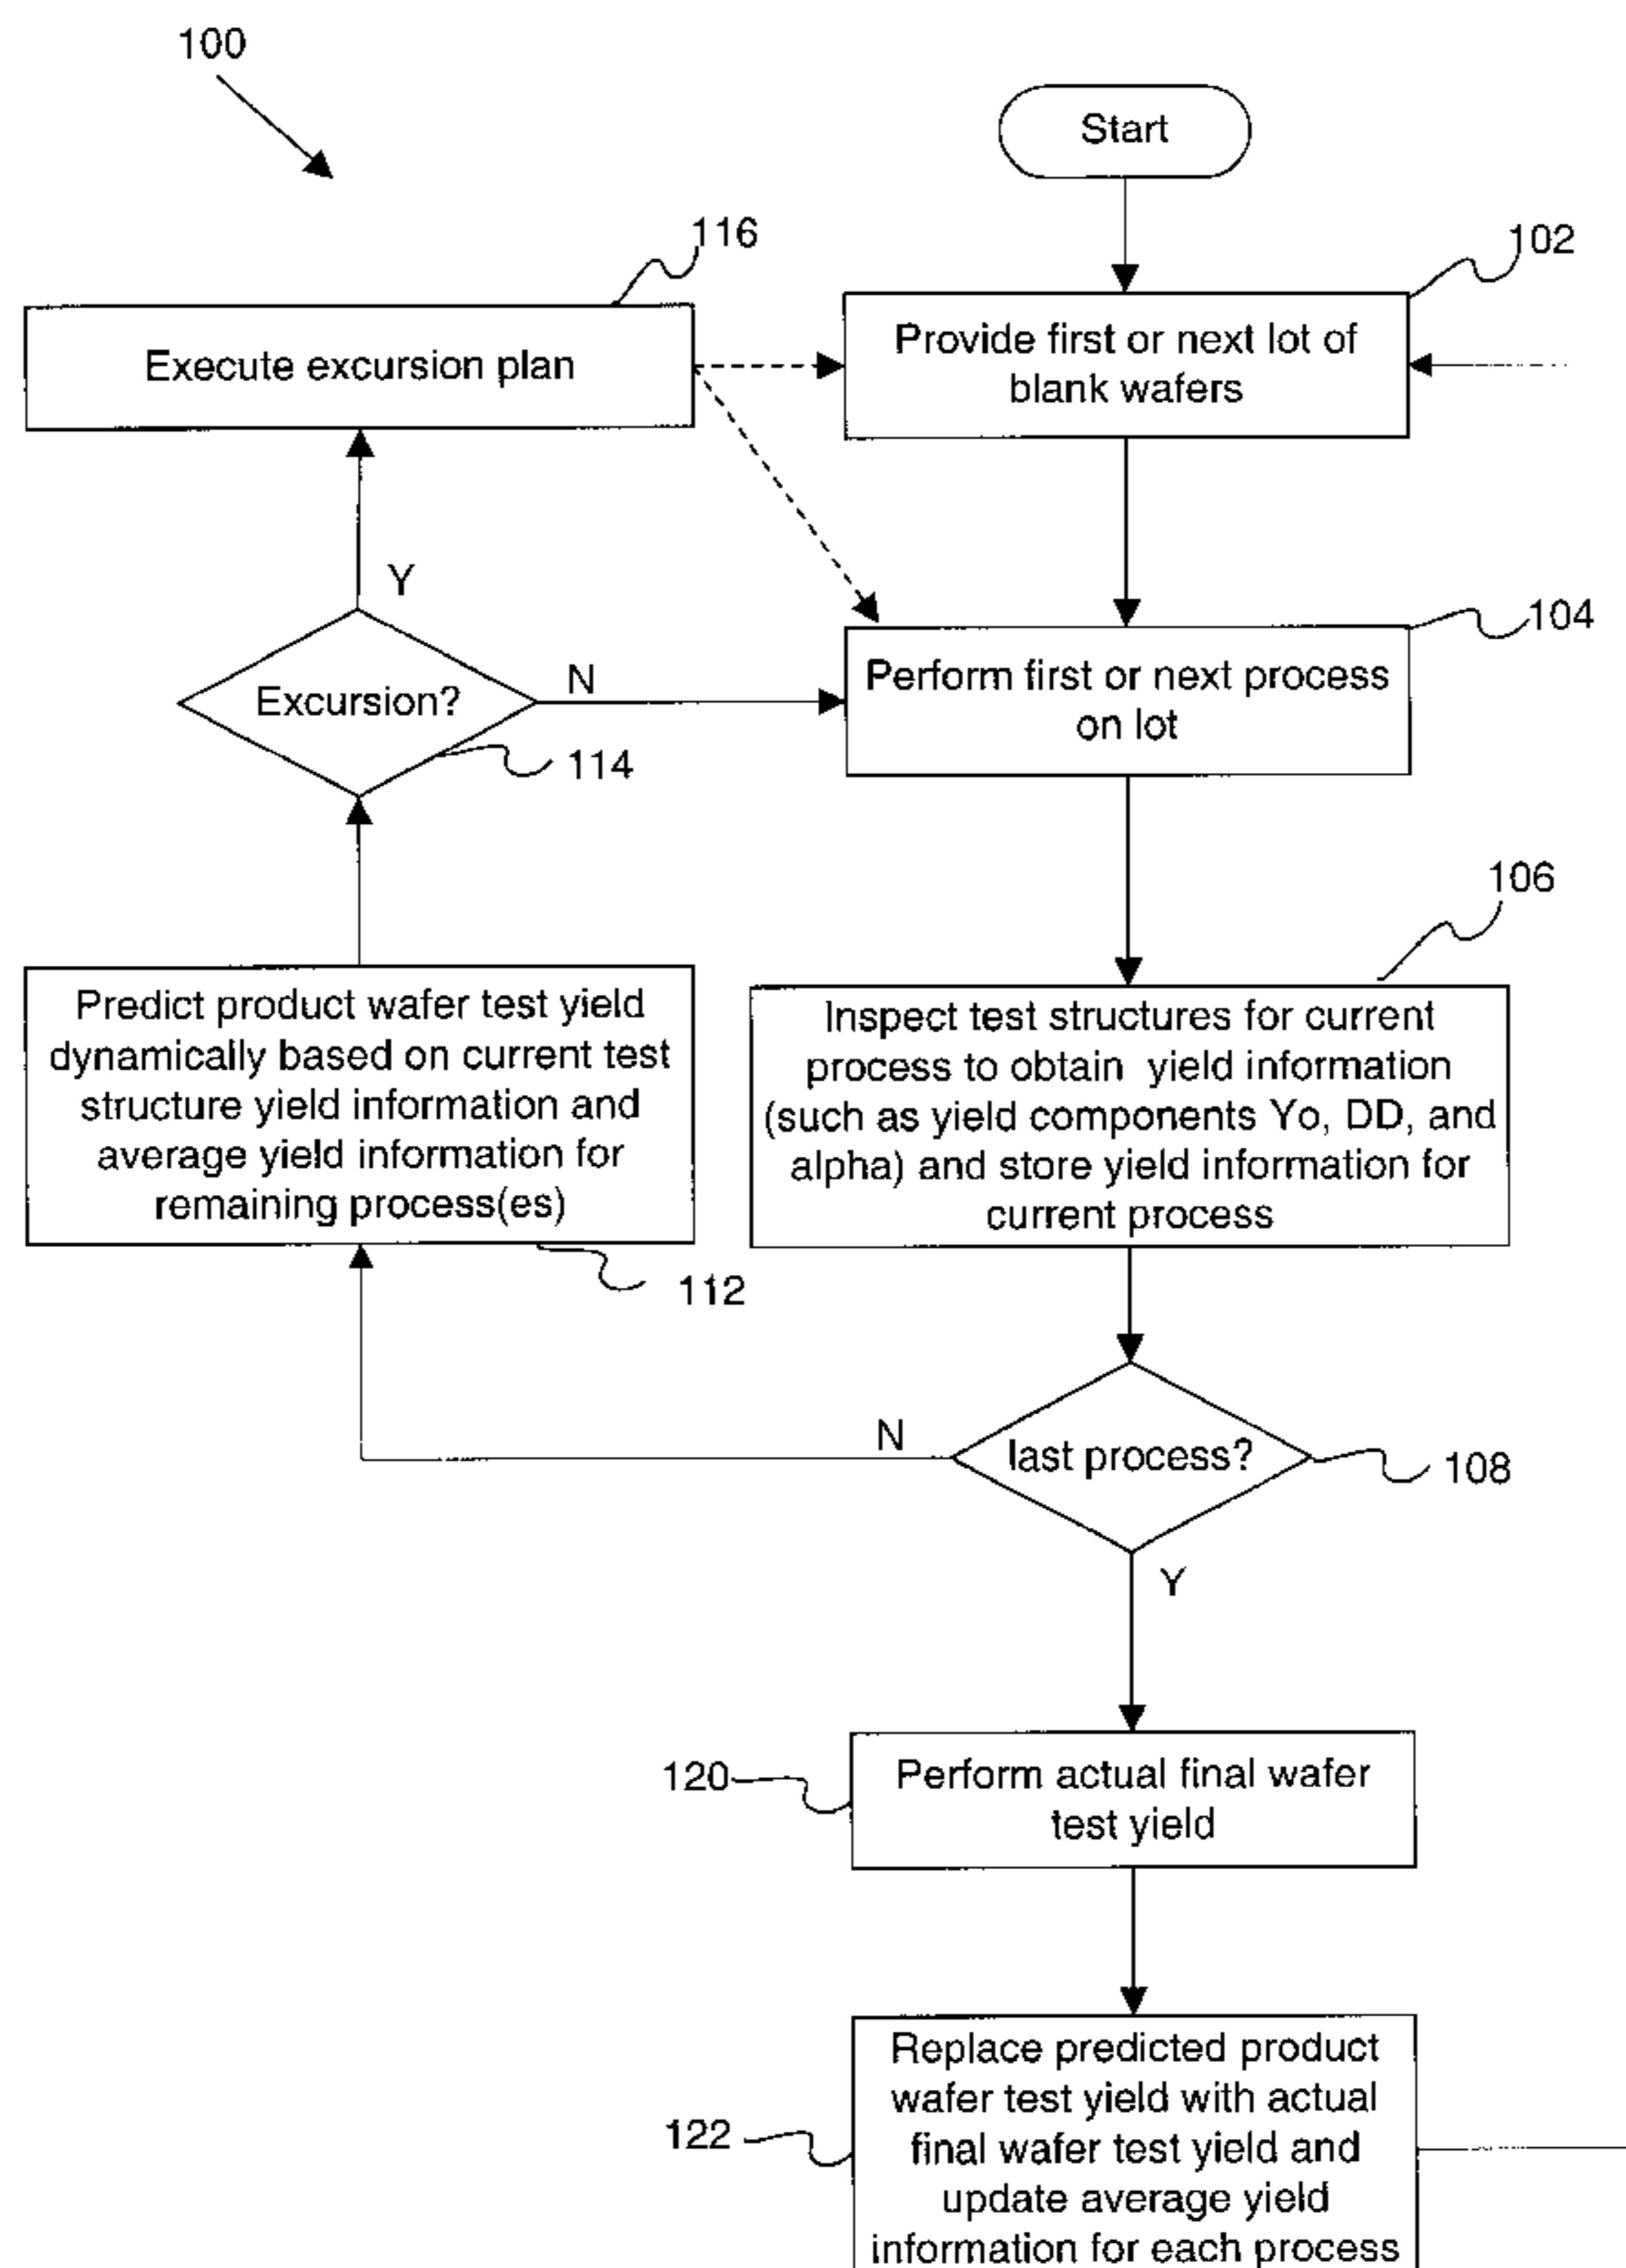 100
Start
116
102
Execute excursion plan
Provide first or next lot of
blank wafers
Y
104
Excursion?
N
Perform first or next process
on lot
114
106
Predict product wafer test yield
dynamically based on current test
structure yield information and
average yield information for
remaining process(es)
Inspect test structures for current
process to obtain yield information
(such as yield components Yo, DD, and
alpha) and store yield information for
current process
112
N
last process?
108
Y
120
Perform actual final wafer
test yield
122
Replace predicted product
wafer test yield with actual
final wafer test yield and
update average yield
information for each process